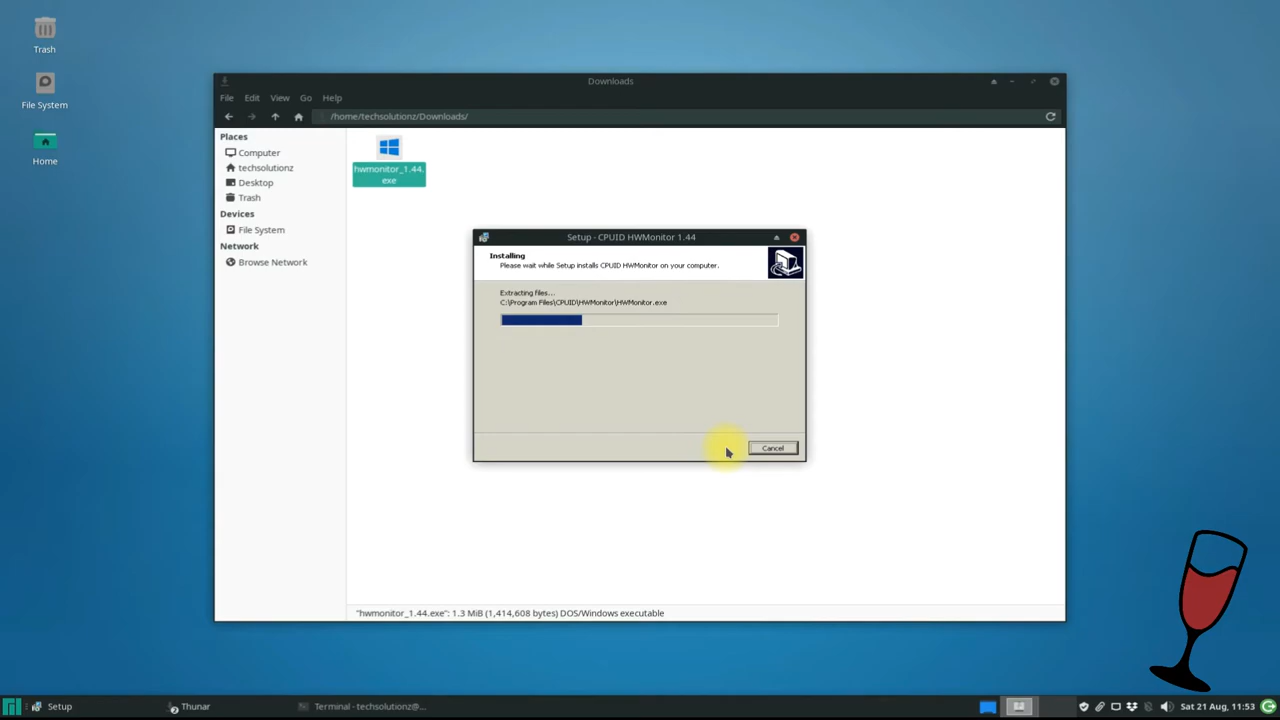 Trash
File System
Home
Downloads
File Edit View Go Help
/home/techsolutionz/Downloads/
Places
Computer
techsolutionz
Desktop
Trash
Devices
File System
Network
Browse Network
hwmonitor_1.44.
exe
Setup - CPUID HWMonitor 1.44
Installing
Please wait while Setup installs CPUID HWMonitor on your computer.
Extracting files...
C:\Program Files\CPUID\HWMonitor\HWMonitor.exe
Cancel
"hwmonitor_1.44.exe": 1.3 MiB (1,414,608 bytes) DOS/Windows executable
Setup
2 Thunar
Terminal - techsolutionz@...
Sat 21 Aug, 11:53